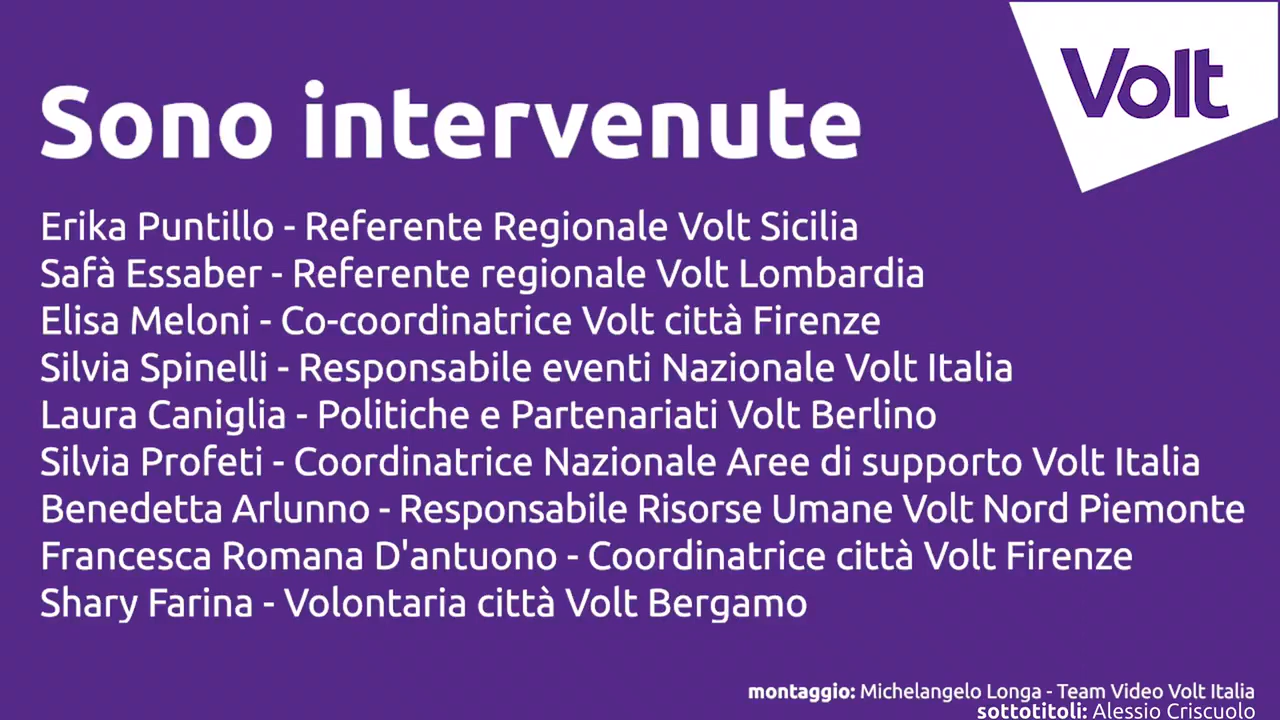 Volt
Sono intervenute
Erika Puntillo - Referente Regionale Volt Sicilia
Safà Essaber - Referente regionale Volt Lombardia
Elisa Meloni - Co-coordinatrice Volt città Firenze
Silvia Spinelli - Responsabile eventi Nazionale Volt Italia
Laura Caniglia - Politiche e Partenariati Volt Berlino
Silvia Profeti - Coordinatrice Nazionale Aree di supporto Volt Italia
Benedetta Arlunno - Responsabile Risorse Umane Volt Nord Piemonte
Francesca Romana D'antuono - Coordinatrice città Volt Firenze
Shary Farina - Volontaria città Volt Bergamo
montaggio: Michelangelo Longa - Team Video Volt Italia
sottotitoli: Alessio Criscuolo